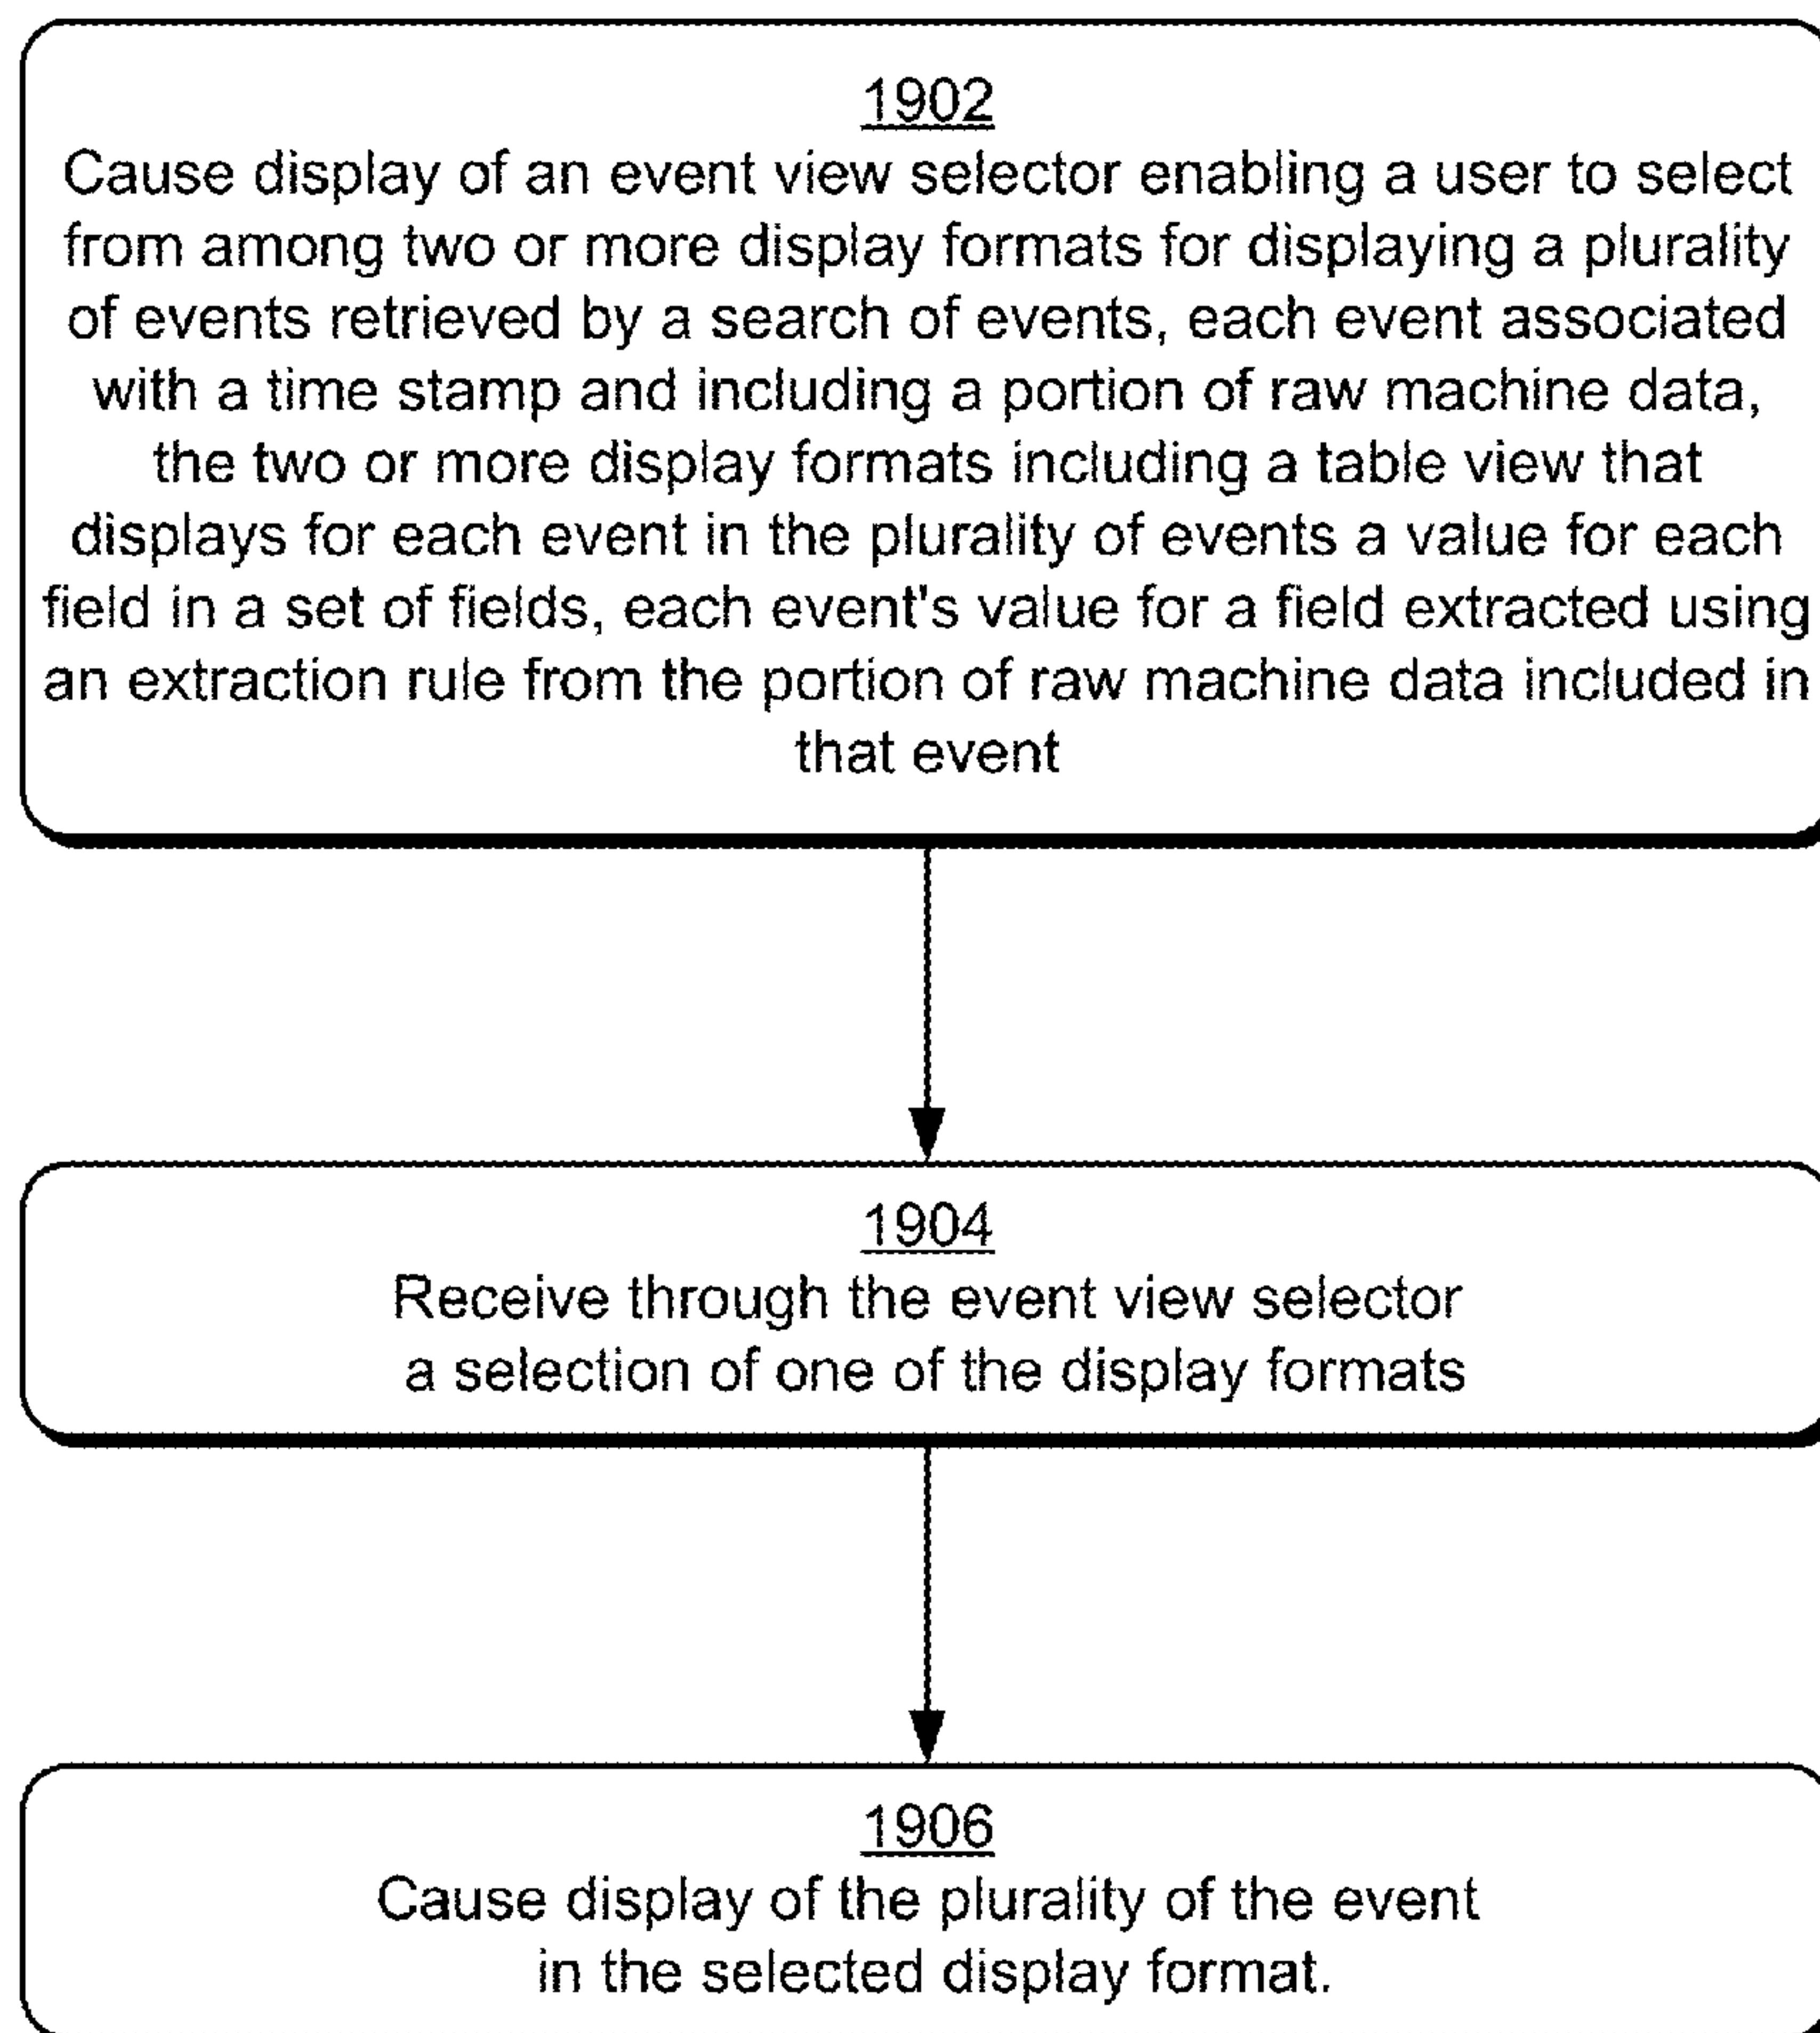 1902
Cause display of an event view selector enabling a user to select
from among two or more display formats for displaying a plurality
of events retrieved by a search of events, each event associated
with a time stamp and including a portion of raw machine data,
the two or more display formats including a table view that
displays for each event in the plurality of events a value for each
field in a set of fields, each event's value for a field extracted using
an extraction rule from the portion of raw machine data included in
that event
1904
Receive through the event view selector
a selection of one of the display formats
1906
Cause display of the plurality of the event
in the selected display format.